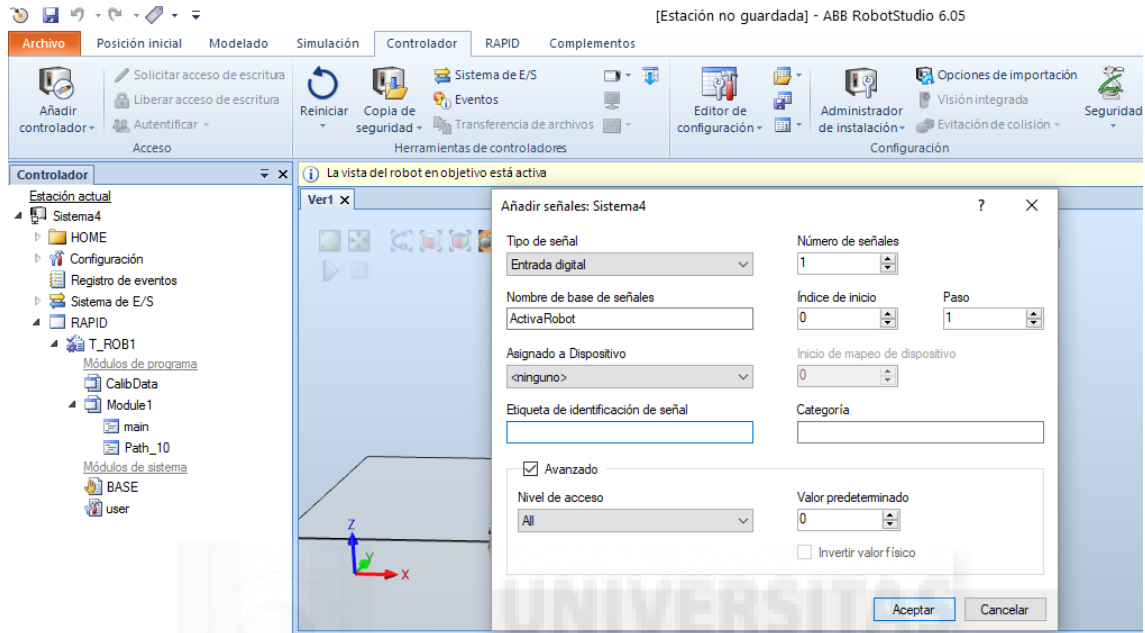 [Estación no guardada] - ABB RobotStudio 6.05
Archivo Posición inicial Modelado Simulación Controlador RAPID Complementos
Añadir controlador
Solicitar acceso de escritura
Liberar acceso de escritura
Autentificar
Acceso
Reiniciar
Copia de seguridad
Sistema de E/S
Eventos
Transferencia de archivos
Herramientas de controladores
Editor de configuración
Administrador de instalación
Opciones de importación
Visión integrada
Evitación de colisión
Configuración
Seguridad
Controlador
Estación actual
Sistema4
HOME
Configuración
Registro de eventos
Sistema de E/S
RAPID
T_ROB1
Módulos de programa
CalibData
Module1
main
Path_10
Módulos de sistema
BASE
user
La vista del robot en objetivo está activa
Ver1
Z
Y
X
Añadir señales: Sistema4 ?
Tipo de señal Número de señales
Entrada digital 1
Nombre de base de señales Índice de inicio Paso
ActivaRobot 0 1
Asignado a Dispositivo Inicio de mapeo de dispositivo
<ninguno> 0
Etiqueta de identificación de señal Categoría
Avanzado
Nivel de acceso Valor predeterminado
All 0
Invertir valor físico
Aceptar Cancelar
UNIVERSITAS